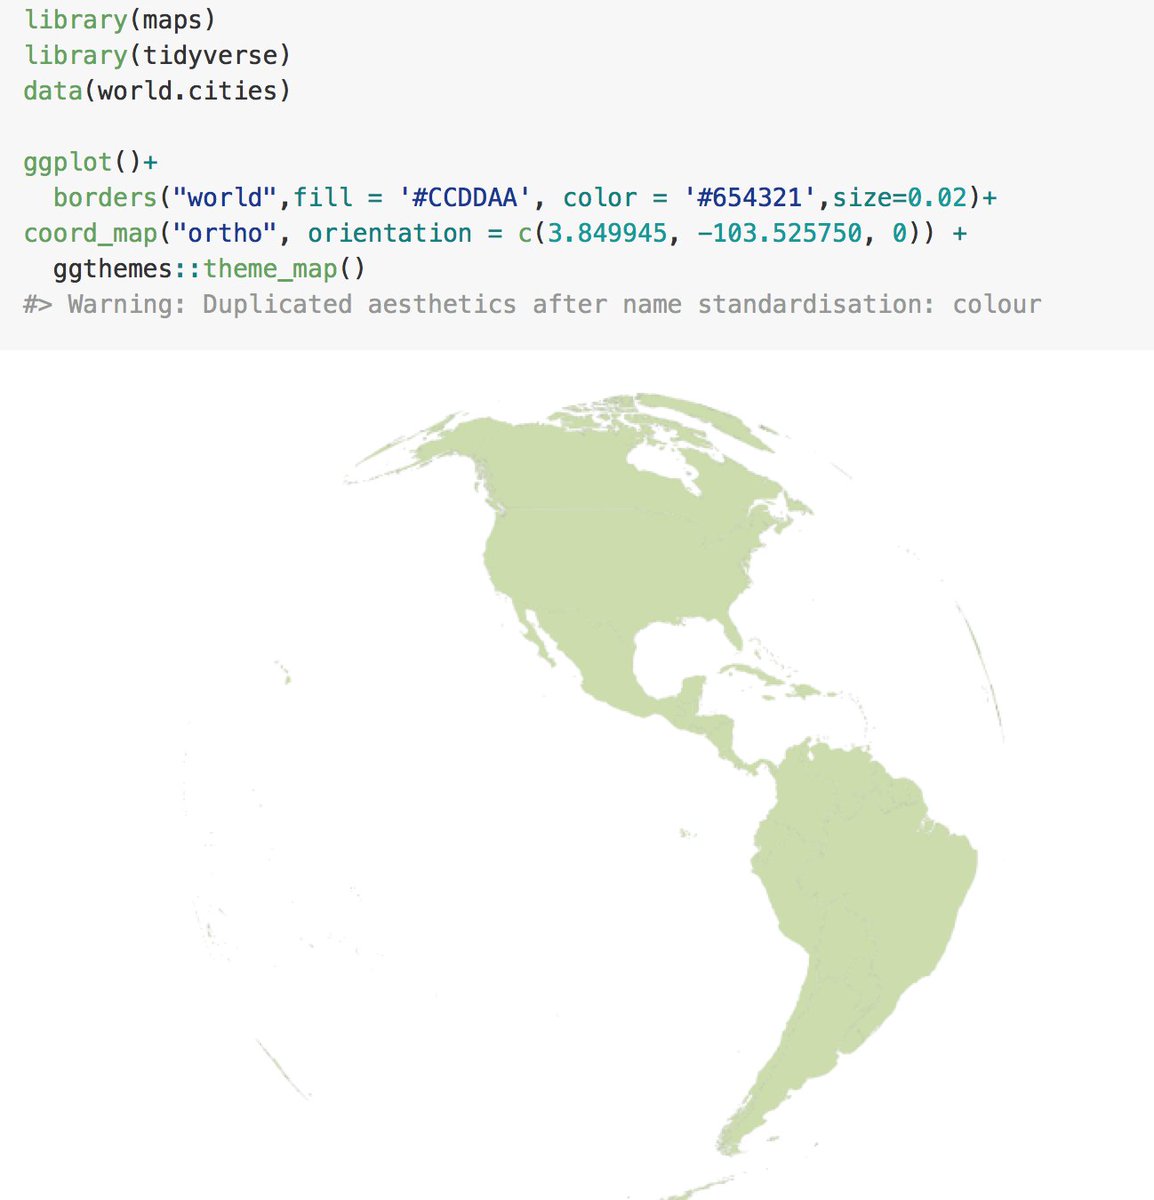 library(maps)
library(tidyverse)
data(world.cities)
ggplot()+
  borders("world",fill = '#CCDDAA', color = '#654321',size=0.02)+
coord_map("ortho", orientation = c(3.849945, −103.525750, 0)) +
  ggthemes::theme_map()
#> Warning: Duplicated aesthetics after name standardisation: colour